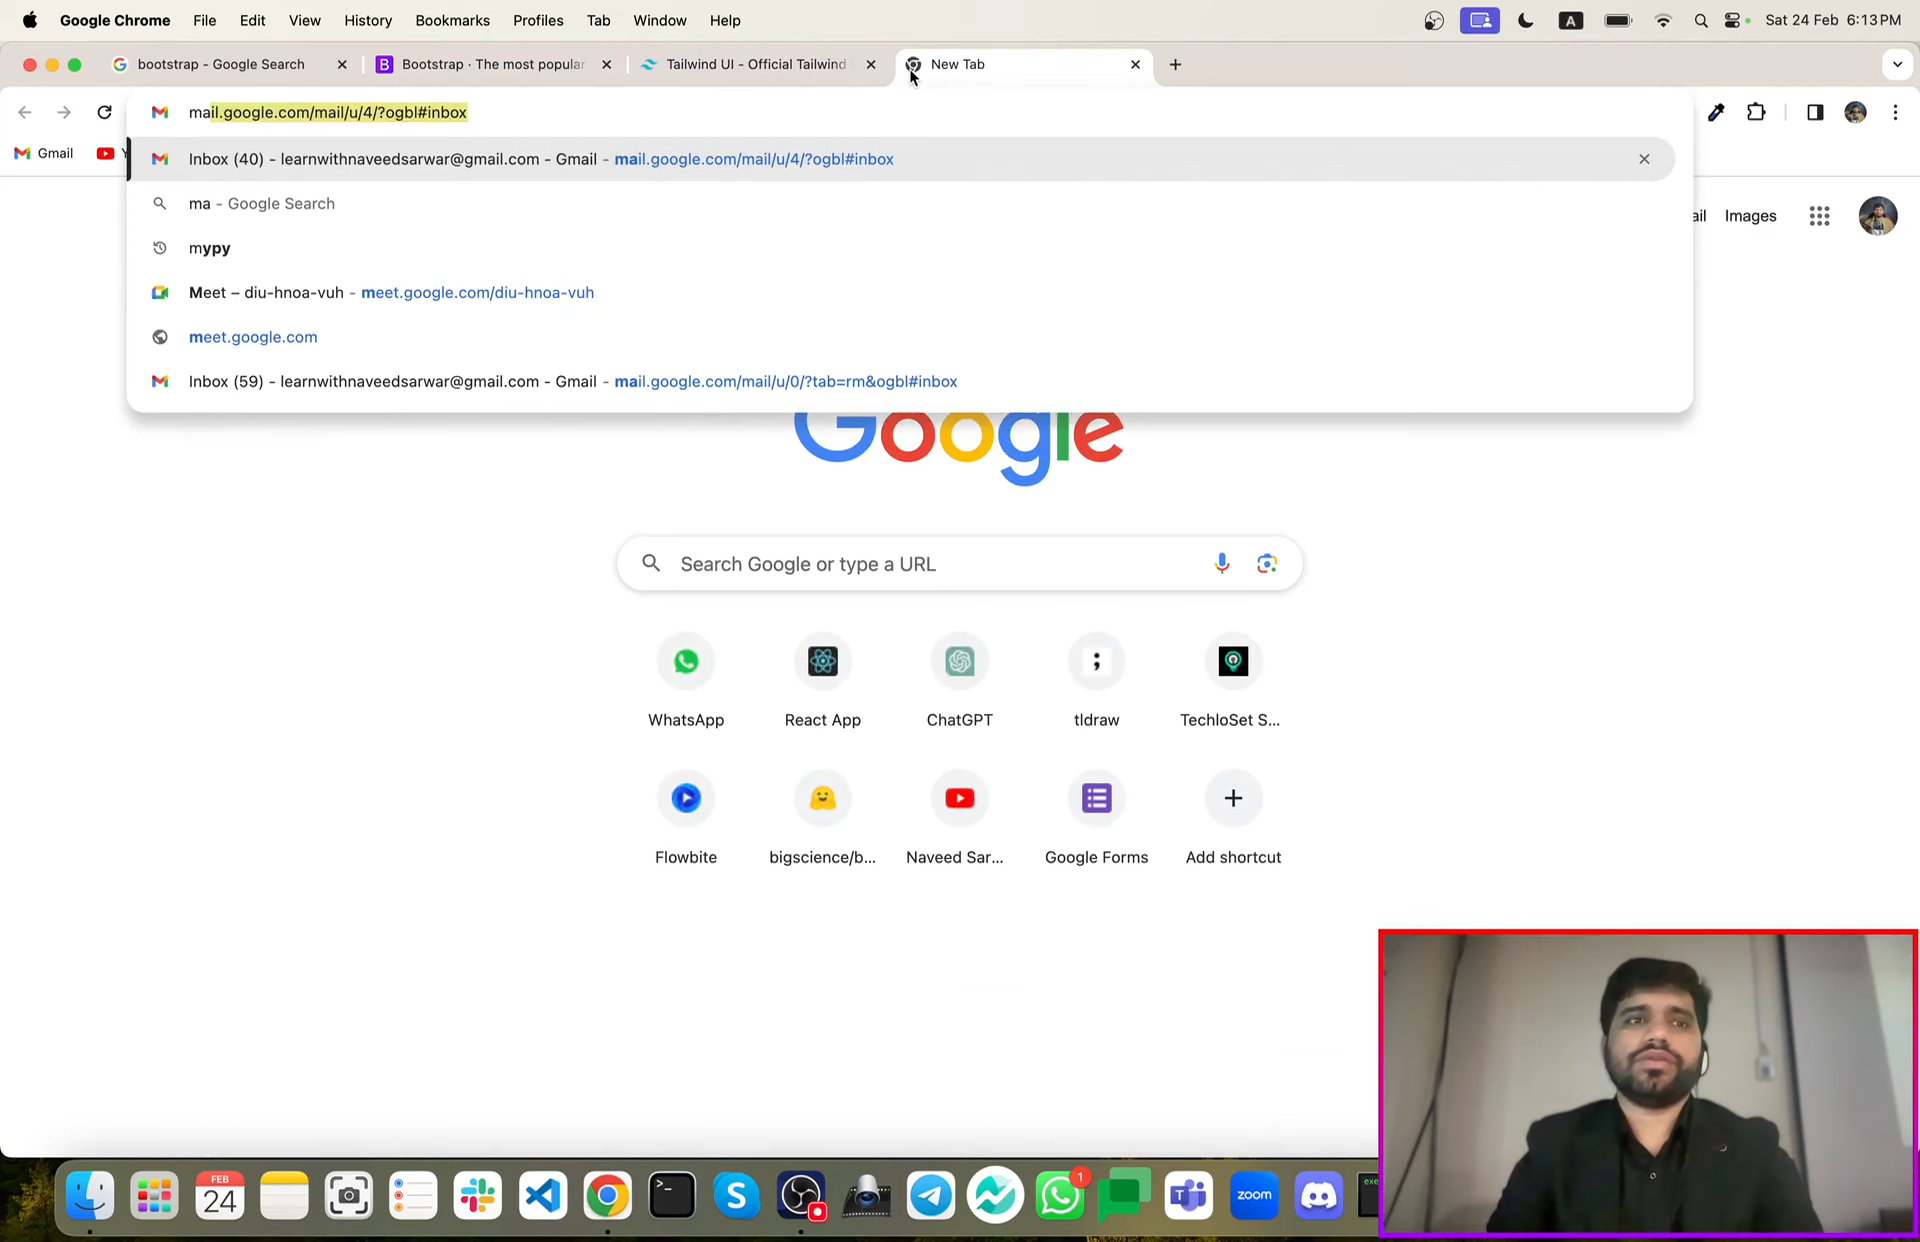 Google Chrome File Edit View History Bookmarks Profiles Tab Window Help
A Sat 24 Feb 6:13 PM
bootstrap - Google Search
Bootstrap · The most popular
Tailwind UI - Official Tailwind
New Tab
mail.google.com/mail/u/4/?ogbl#inbox
Gmail
Inbox (40) - learnwithnaveedsarwar@gmail.com - Gmail - mail.google.com/mail/u/4/?ogbl#inbox
ma - Google Search
mypy
Meet – diu-hnoa-vuh - meet.google.com/diu-hnoa-vuh
meet.google.com
Inbox (59) - learnwithnaveedsarwar@gmail.com - Gmail - mail.google.com/mail/u/0/?tab=rm&ogbl#inbox
ail Images
Google
Search Google or type a URL
WhatsApp React App ChatGPT tldraw TechloSet S...
Flowbite bigscience/b... Naveed Sar... Google Forms Add shortcut
FEB
24
S
1
zoom
exe